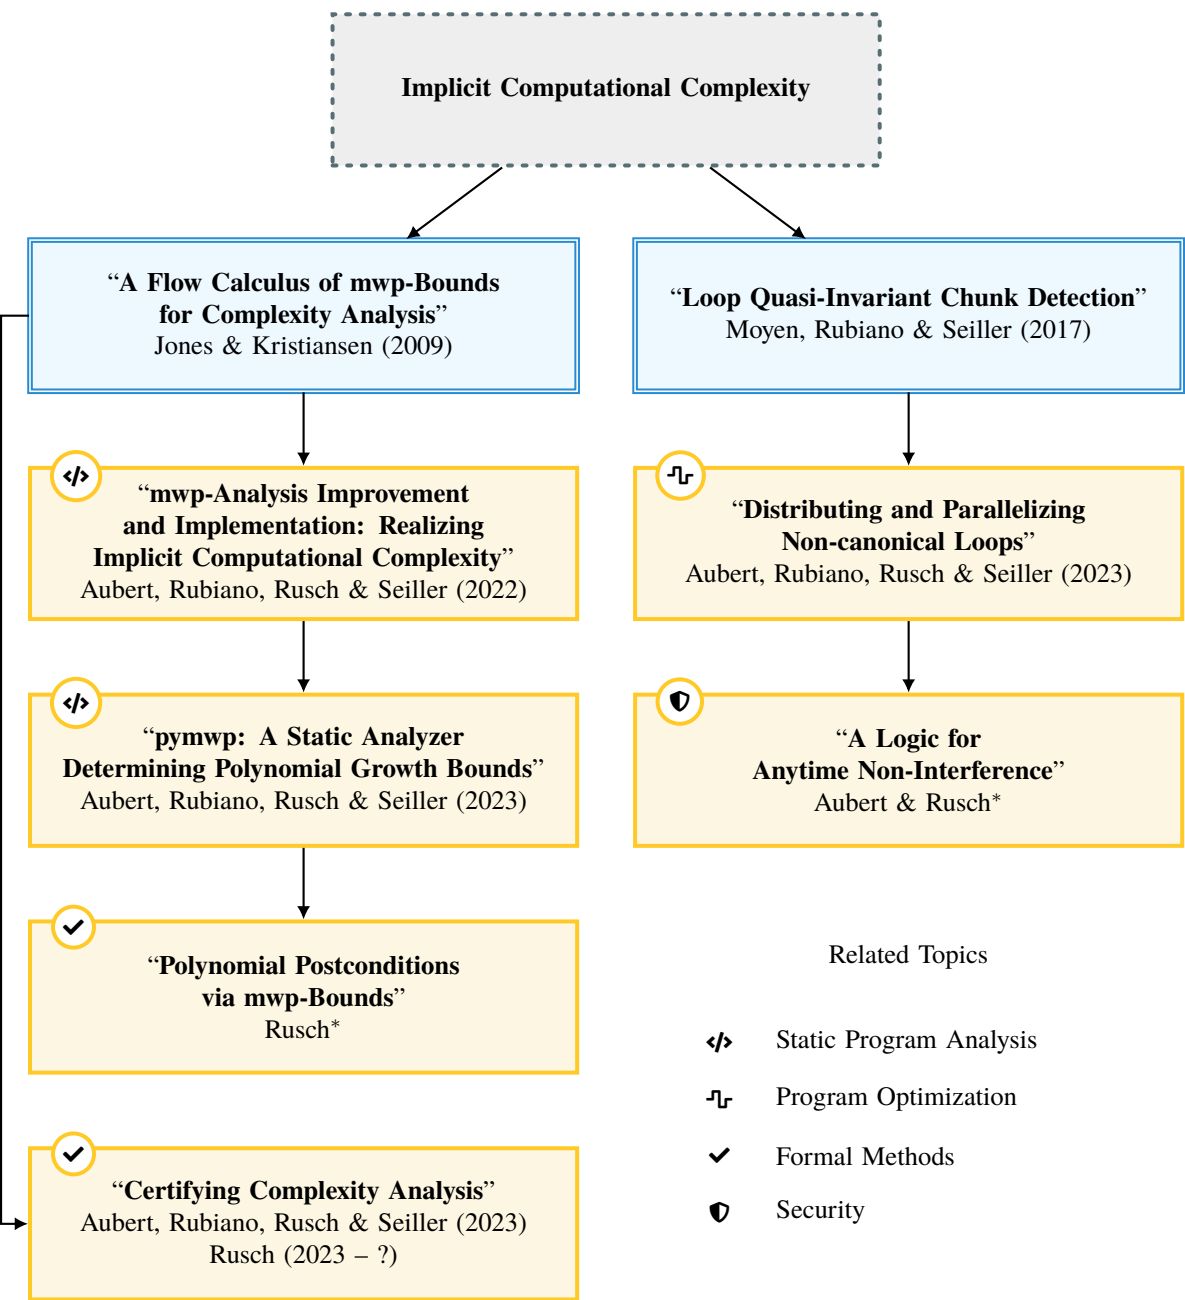 Implicit Computational Complexity
“A Flow Calculus of mwp-Bounds
for Complexity Analysis”
Jones & Kristiansen (2009)
“Loop Quasi-Invariant Chunk Detection”
Moyen, Rubiano & Seiller (2017)
“mwp-Analysis Improvement
and Implementation: Realizing
Implicit Computational Complexity”
Aubert, Rubiano, Rusch & Seiller (2022)
“Distributing and Parallelizing
Non-canonical Loops”
Aubert, Rubiano, Rusch & Seiller (2023)
“pymwp: A Static Analyzer
Determining Polynomial Growth Bounds”
Aubert, Rubiano, Rusch & Seiller (2023)
“A Logic for
Anytime Non-Interference”
Aubert & Rusch*
“Polynomial Postconditions
via mwp-Bounds”
Rusch*
“Certifying Complexity Analysis”
Aubert, Rubiano, Rusch & Seiller (2023)
Rusch (2023 – ?)
Related Topics
Static Program Analysis
Program Optimization
Formal Methods
Security